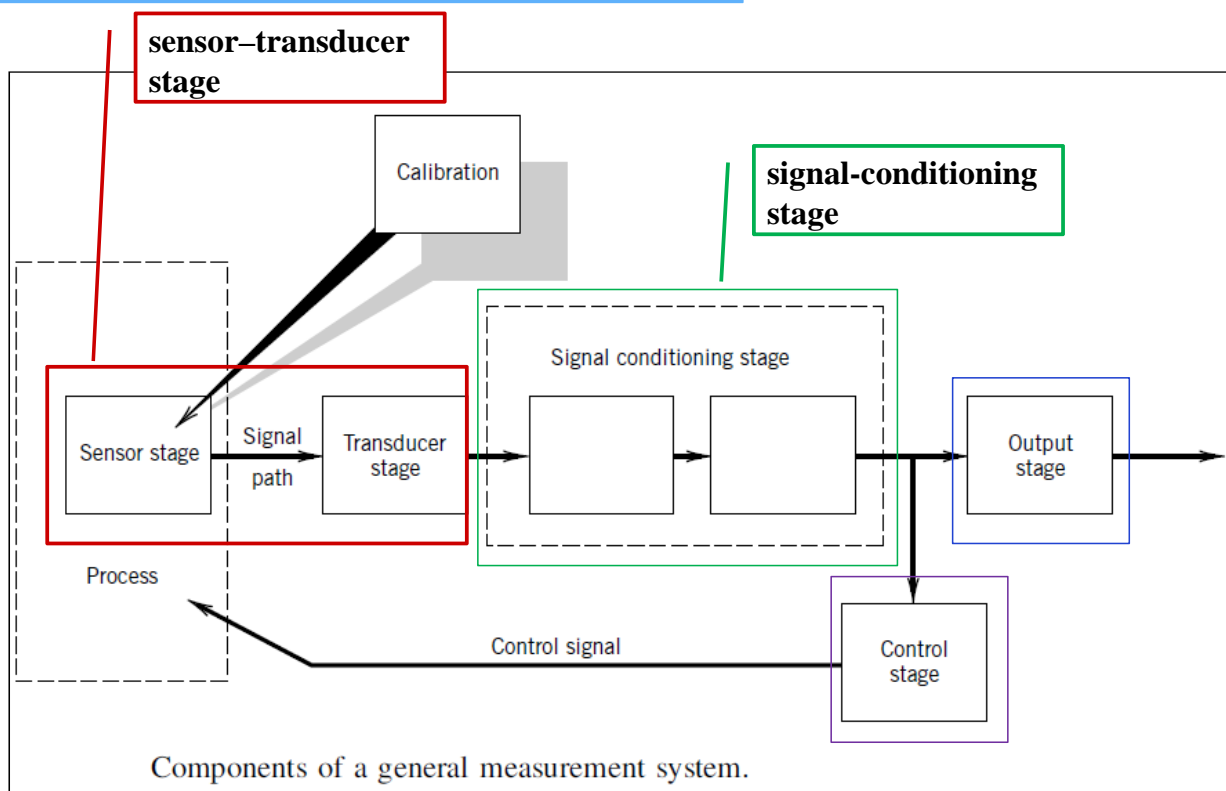 sensor–transducer
stage
Calibration
signal-conditioning
stage
Signal conditioning stage
Sensor stage
Signal
path
Transducer
stage
Output
stage
Process
Control signal
Control
stage
Components of a general measurement system.